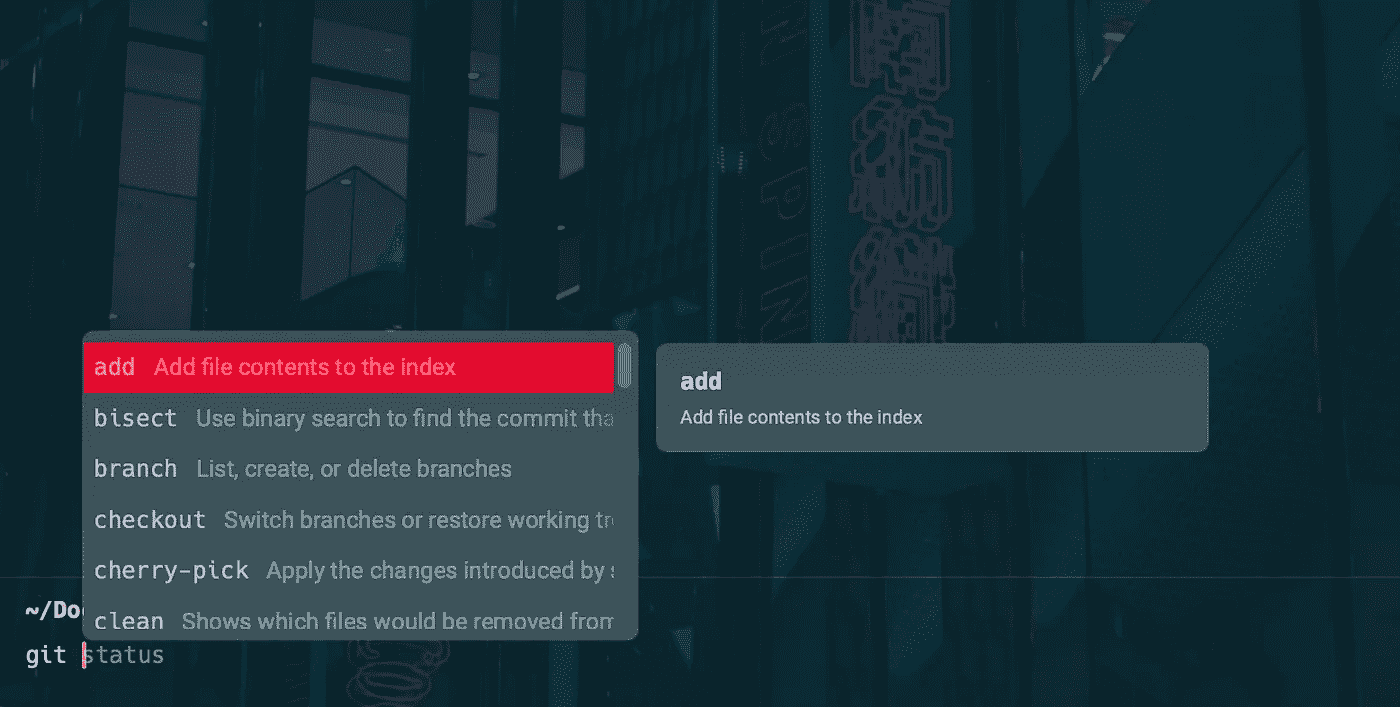 add Add file contents to the index
bisect Use binary search to find the commit tha
branch List, create, or delete branches
checkout Switch branches or restore working tr
cherry-pick Apply the changes introduced by s
clean Shows which files would be removed from
add
Add file contents to the index
~/Do
git status
SPIN